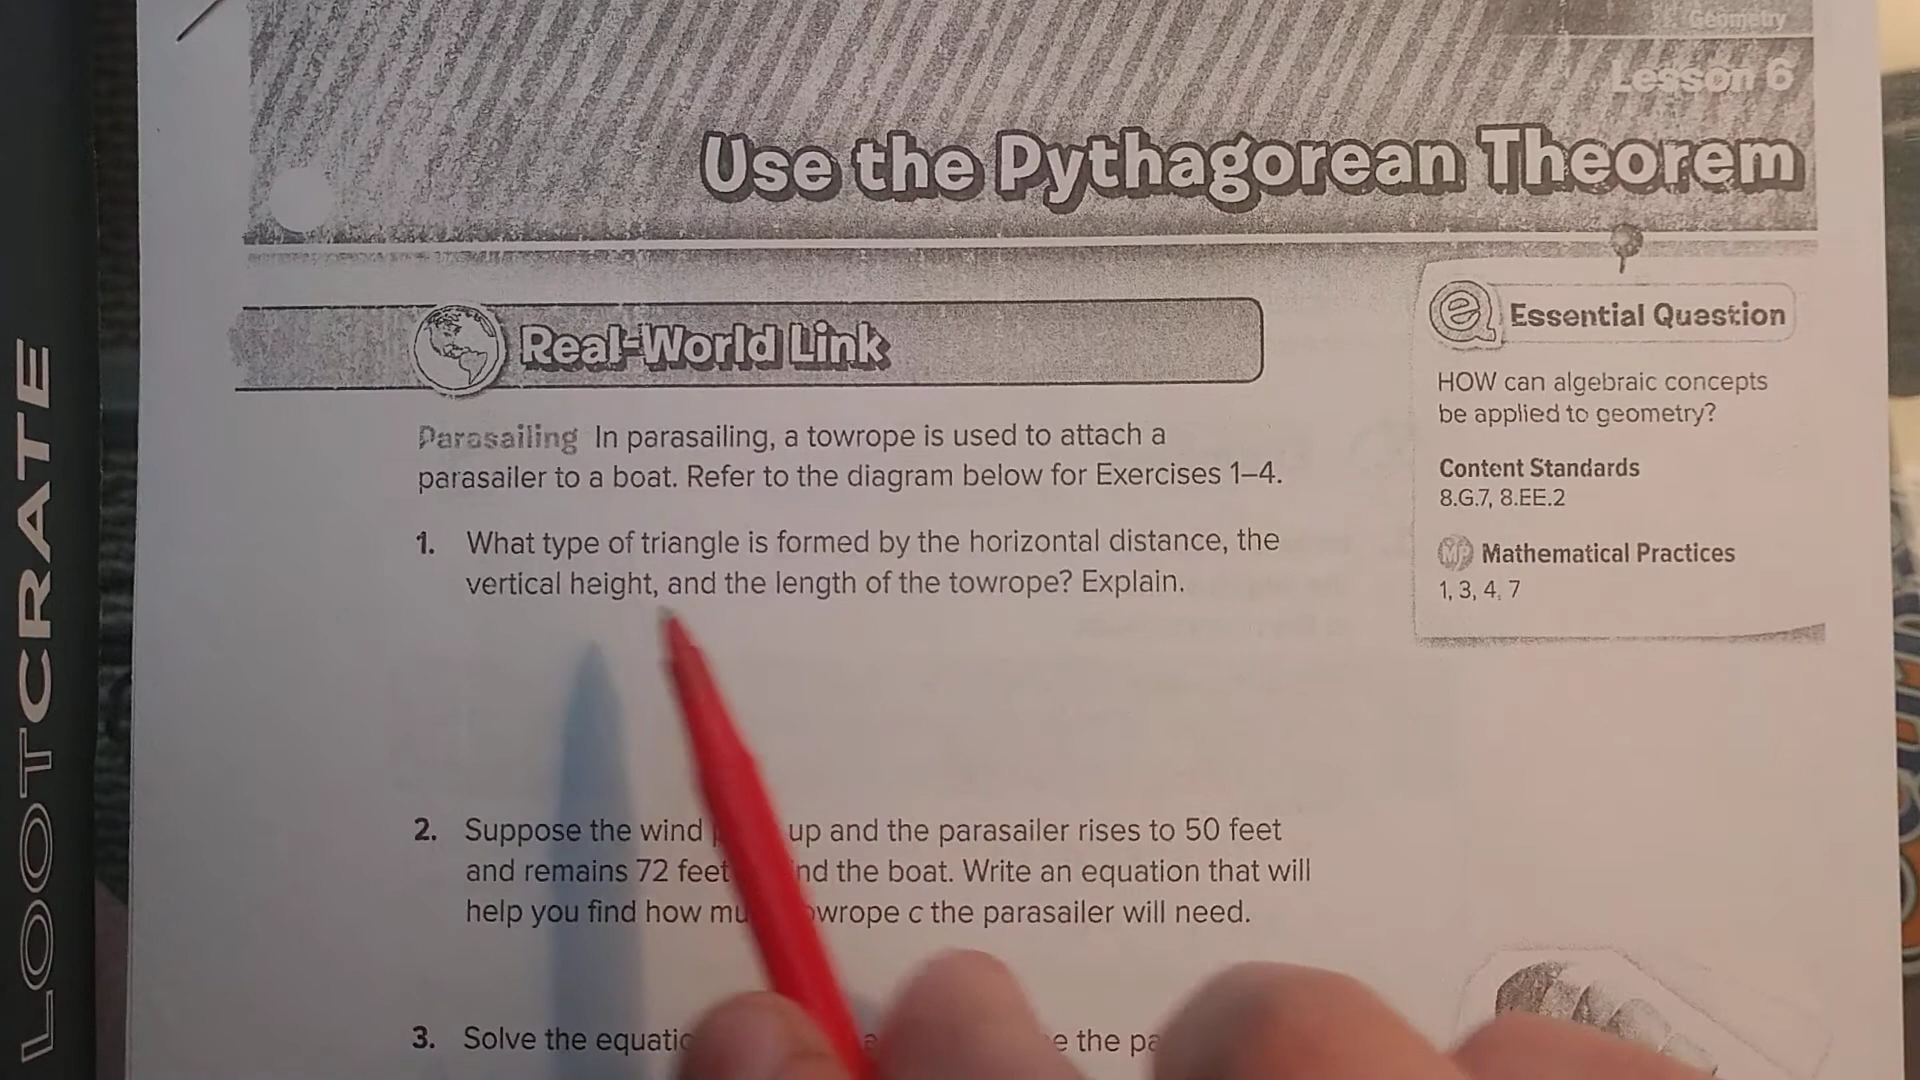 LOOTCRATE
Geometry
Lesson 6
Use the Pythagorean Theorem
Real-World Link
Parasailing In parasailing, a towrope is used to attach a
parasailer to a boat. Refer to the diagram below for Exercises 1–4.
1. What type of triangle is formed by the horizontal distance, the
vertical height, and the length of the towrope? Explain.
2. Suppose the wind up and the parasailer rises to 50 feet
and remains 72 feet the boat. Write an equation that will
help you find how c the parasailer will need.
3. Solve the the
Essential Question
HOW can algebraic concepts
be applied to geometry?
Content Standards
8.G.7, 8.EE.2
MP Mathematical Practices
1, 3, 4, 7